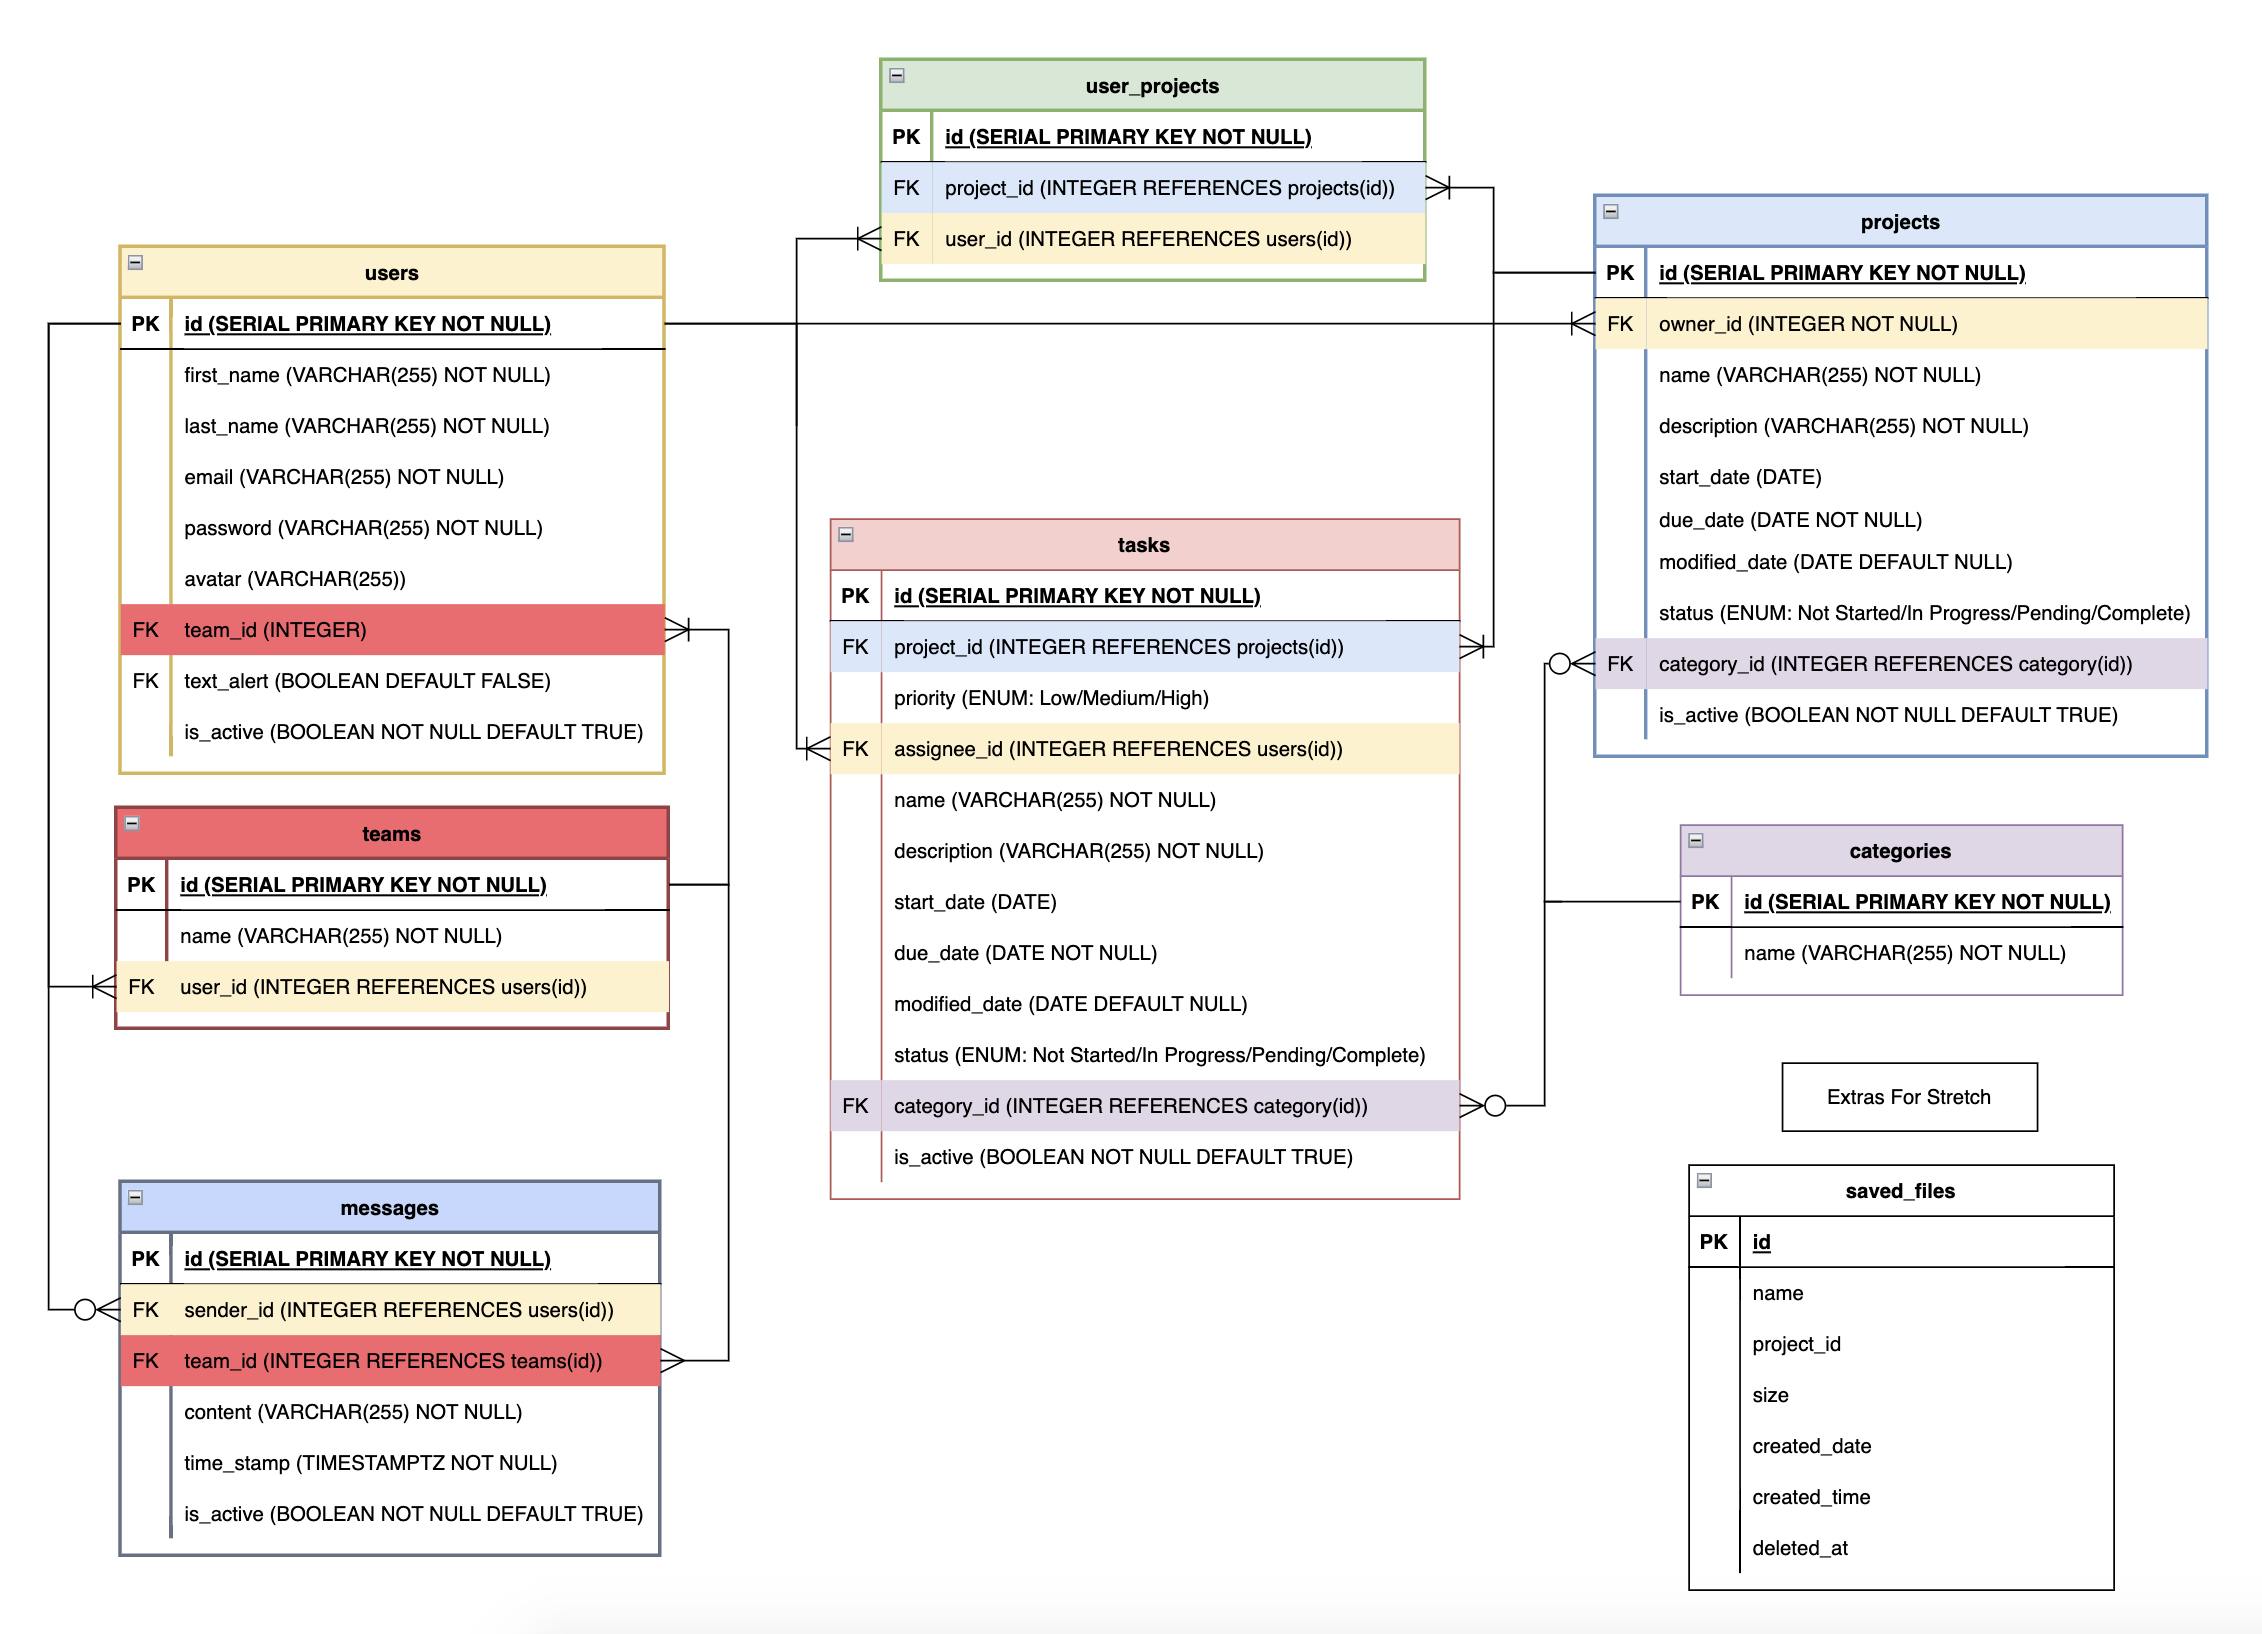 user_projects
PK id (SERIAL PRIMARY KEY NOT NULL)
FK project_id (INTEGER REFERENCES projects(id))
FK user_id (INTEGER REFERENCES users(id))
projects
PK id (SERIAL PRIMARY KEY NOT NULL)
FK owner_id (INTEGER NOT NULL)
name (VARCHAR(255) NOT NULL)
description (VARCHAR(255) NOT NULL)
start_date (DATE)
due_date (DATE NOT NULL)
modified_date (DATE DEFAULT NULL)
status (ENUM: Not Started/In Progress/Pending/Complete)
FK category_id (INTEGER REFERENCES category(id))
is_active (BOOLEAN NOT NULL DEFAULT TRUE)
users
PK id (SERIAL PRIMARY KEY NOT NULL)
first_name (VARCHAR(255) NOT NULL)
last_name (VARCHAR(255) NOT NULL)
email (VARCHAR(255) NOT NULL)
password (VARCHAR(255) NOT NULL)
avatar (VARCHAR(255))
FK team_id (INTEGER)
FK text_alert (BOOLEAN DEFAULT FALSE)
is_active (BOOLEAN NOT NULL DEFAULT TRUE)
tasks
PK id (SERIAL PRIMARY KEY NOT NULL)
FK project_id (INTEGER REFERENCES projects(id))
priority (ENUM: Low/Medium/High)
FK assignee_id (INTEGER REFERENCES users(id))
name (VARCHAR(255) NOT NULL)
description (VARCHAR(255) NOT NULL)
start_date (DATE)
due_date (DATE NOT NULL)
modified_date (DATE DEFAULT NULL)
status (ENUM: Not Started/In Progress/Pending/Complete)
FK category_id (INTEGER REFERENCES category(id))
is_active (BOOLEAN NOT NULL DEFAULT TRUE)
teams
PK id (SERIAL PRIMARY KEY NOT NULL)
name (VARCHAR(255) NOT NULL)
FK user_id (INTEGER REFERENCES users(id))
categories
PK id (SERIAL PRIMARY KEY NOT NULL)
name (VARCHAR(255) NOT NULL)
Extras For Stretch
messages
PK id (SERIAL PRIMARY KEY NOT NULL)
FK sender_id (INTEGER REFERENCES users(id))
FK team_id (INTEGER REFERENCES teams(id))
content (VARCHAR(255) NOT NULL)
time_stamp (TIMESTAMPTZ NOT NULL)
is_active (BOOLEAN NOT NULL DEFAULT TRUE)
saved_files
PK id
name
project_id
size
created_date
created_time
deleted_at